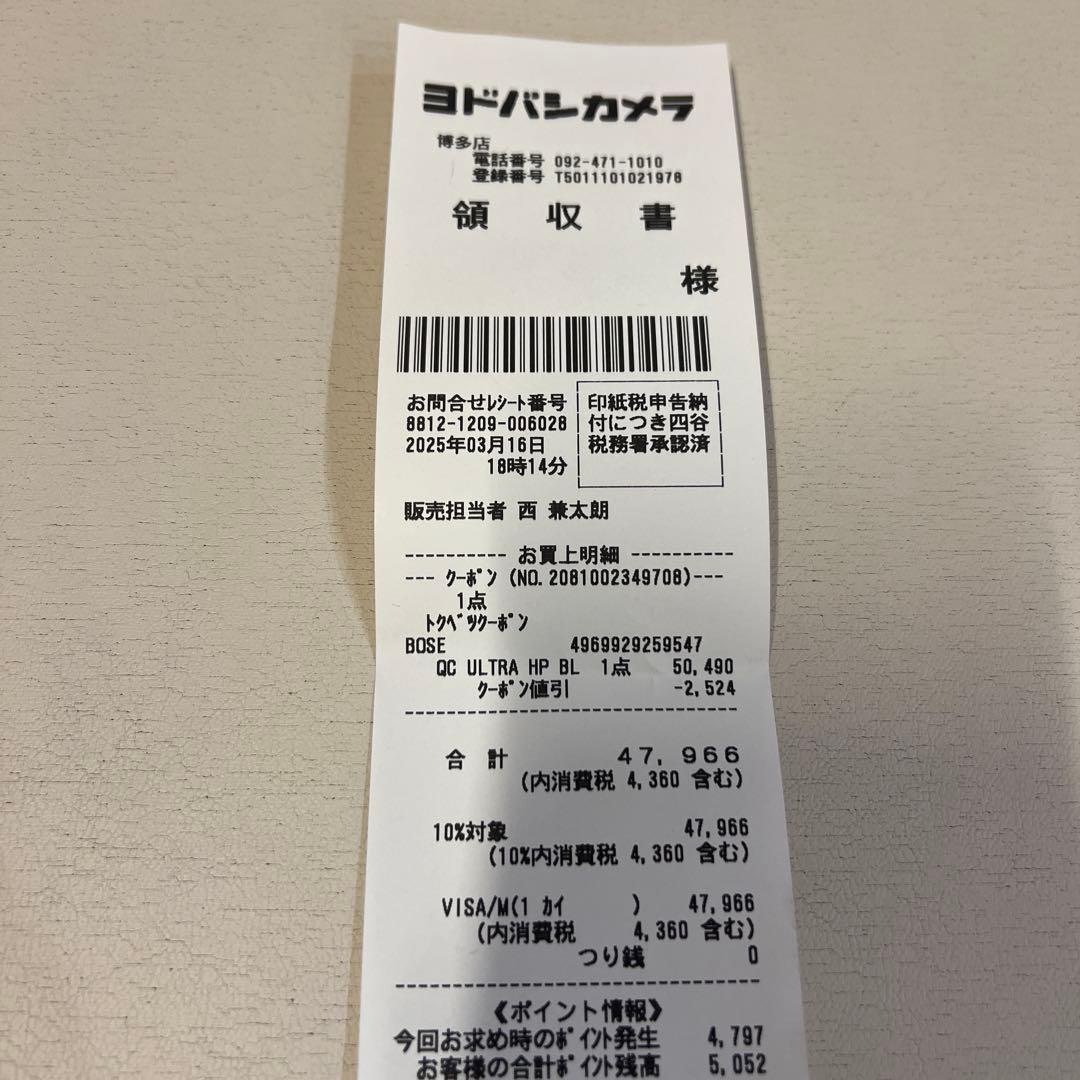 ヨドバシカメラ
博多店
電話番号 092-471-1010
登録番号 T5011101021978
領 収 書
様
お問合せﾚｼｰﾄ番号
8812-1209-006028
2025年03月16日
18時14分
印紙税申告納
付につき四谷
税務署承認済
販売担当者 西 兼太朗
---------- お買上明細 ----------
--- ｸｰﾎﾟﾝ (NO. 2081002349708)---
1点
ﾄｸﾍﾞﾂｸｰﾎﾟﾝ
BOSE 4969929259547
QC ULTRA HP BL 1点 50,490
ｸｰﾎﾟﾝ値引 -2,524
合 計 47,966
(内消費税 4,360 含む)
10%対象 47,966
(10%内消費税 4,360 含む)
VISA/M(1 ｶｲ ) 47,966
(内消費税 4,360 含む)
つり銭 0
《ポイント情報》
今回お求め時のﾎﾟｲﾝﾄ発生 4,797
お客様の合計ﾎﾟｲﾝﾄ残高 5,052